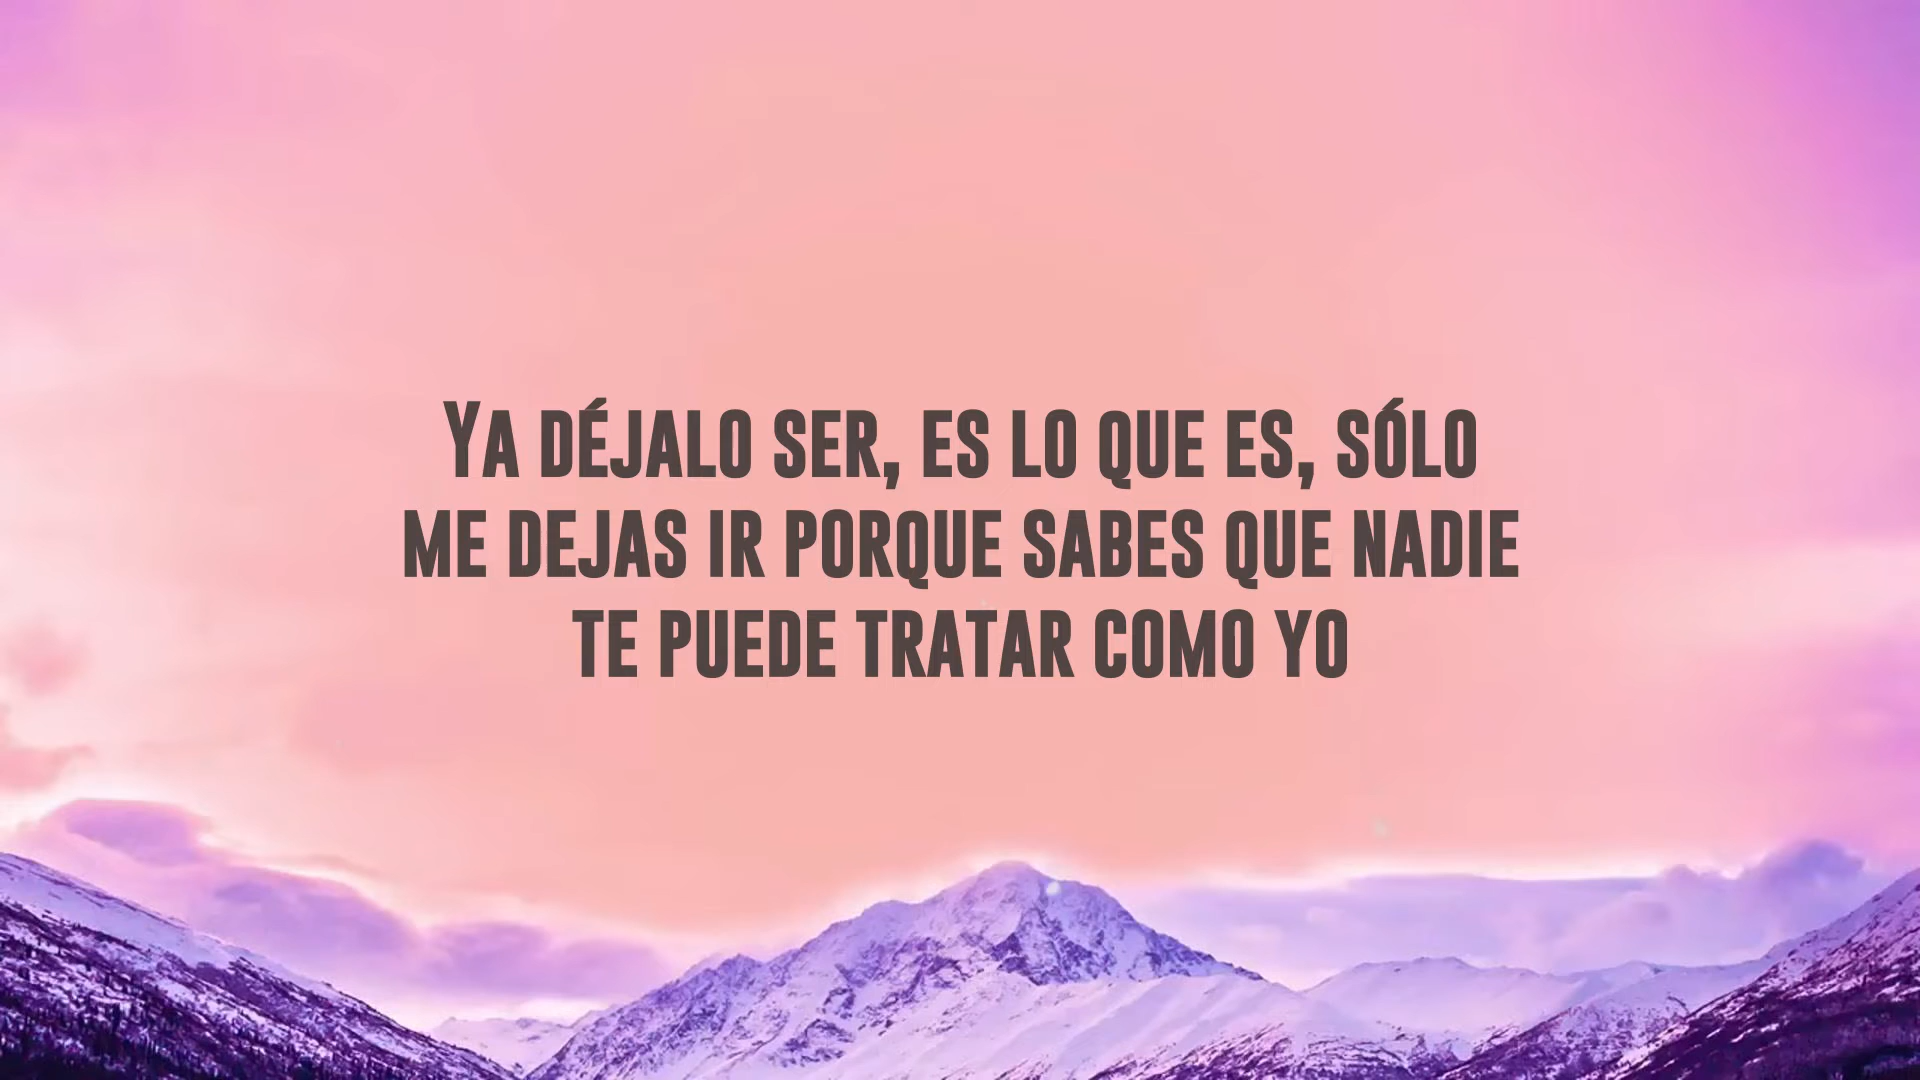 Ya déjalo ser, es lo que es, sólo
me dejas ir porque sabes que nadie
te puede tratar como yo